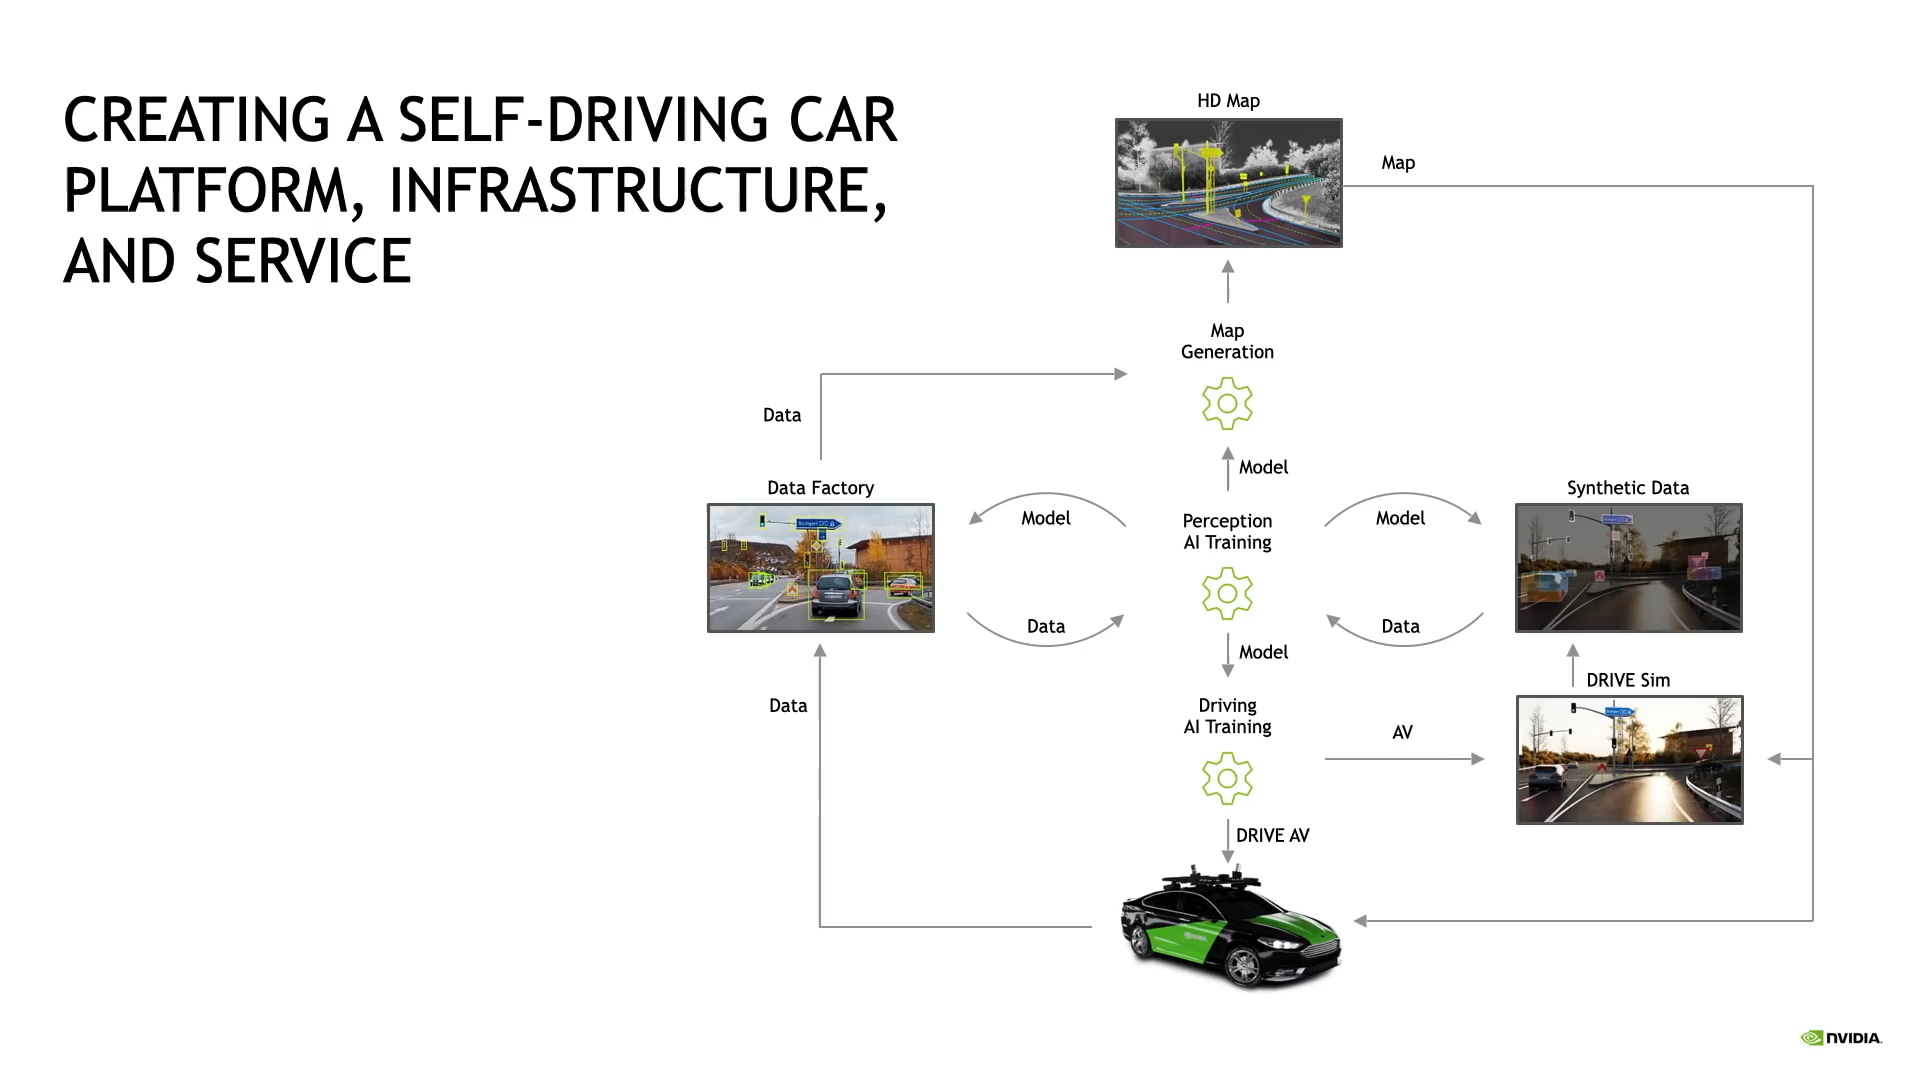 CREATING A SELF-DRIVING CAR
PLATFORM, INFRASTRUCTURE,
AND SERVICE
HD Map
Map
Map
Generation
Data
Model
Data Factory
Synthetic Data
Model
Perception
AI Training
Model
Data
Data
Model
DRIVE Sim
Data
Driving
AI Training
AV
DRIVE AV
NVIDIA